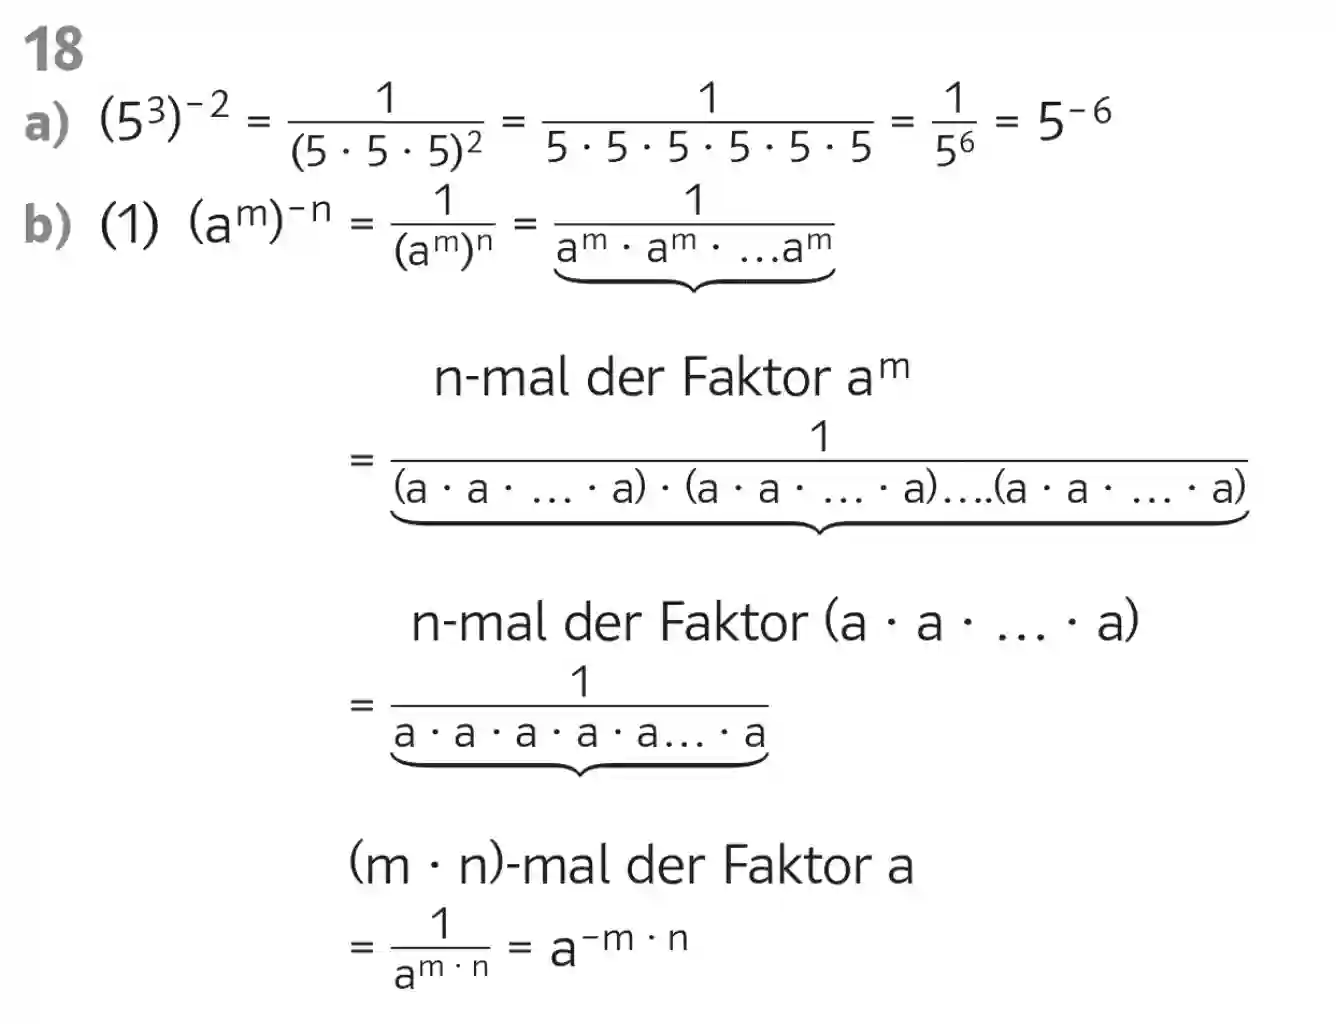 18
a) (5³)⁻² = 1/(5 · 5 · 5)² = 1/(5 · 5 · 5 · 5 · 5 · 5) = 1/5⁶ = 5⁻⁶
b) (1) (aᵐ)⁻ⁿ = 1/(aᵐ)ⁿ = 1/(aᵐ · aᵐ · …aᵐ)
n-mal der Faktor aᵐ
= 1/((a · a · … · a) · (a · a · … · a)….(a · a · … · a))
n-mal der Faktor (a · a · … · a)
= 1/(a · a · a · a · a… · a)
(m · n)-mal der Faktor a
= 1/a^(m · n) = a^(−m · n)